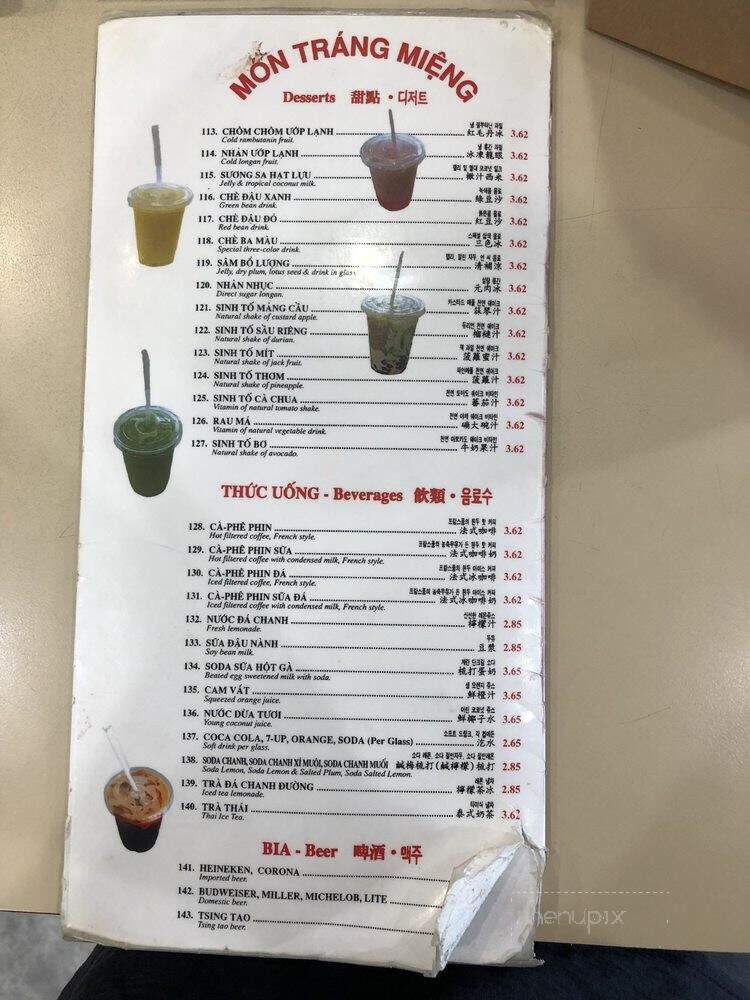 MÓN TRÁNG MIỆNG
Desserts 甜點 • 디저트
113. CHÔM CHÔM ƯỚP LẠNH 紅毛丹冰 3.62
Cold rambutanin fruit.
114. NHÃN ƯỚP LẠNH 冰凍龍眼 3.62
Cold longan fruit.
115. SƯƠNG SA HẠT LỰU 3.62
Jelly & tropical coconut milk.
116. CHÈ ĐẬU XANH 綠豆沙 3.62
Green bean drink.
117. CHÈ ĐẬU ĐỎ 紅豆沙 3.62
Red bean drink.
118. CHÈ BA MÀU 三色冰 3.62
Special three-color drink.
119. SÂM BỔ LƯỢNG 清補涼 3.62
Jelly, dry plum, lotus seed & drink in glass
120. NHÃN NHỤC 元肉冰 3.62
Direct sugar longan.
121. SINH TỐ MẢNG CẦU 3.62
Natural shake of custard apple.
122. SINH TỐ SẦU RIÊNG 榴槤汁 3.62
Natural shake of durian.
123. SINH TỐ MÍT 菠蘿蜜汁 3.62
Natural shake of jack fruit.
124. SINH TỐ THƠM 菠蘿汁 3.62
Natural shake of pineapple.
125. SINH TỐ CÀ CHUA 蕃茄汁 3.62
Vitamin of natural tomato shake.
126. RAU MÁ 3.62
Vitamin of natural vegetable drink.
127. SINH TỐ BƠ 牛奶果汁 3.62
Natural shake of avocado.
THỨC UỐNG - Beverages 飲類 • 음료수
128. CÀ-PHÊ PHIN 法式咖啡 3.62
Hot filtered coffee, French style.
129. CÀ-PHÊ PHIN SỮA 法式咖啡奶 3.62
Hot filtered coffee with condensed milk, French style.
130. CÀ-PHÊ PHIN ĐÁ 法式冰咖啡 3.62
Iced filtered coffee, French style.
131. CÀ-PHÊ PHIN SỮA ĐÁ 法式冰咖啡奶 3.62
Iced filtered coffee with condensed milk, French style.
132. NƯỚC ĐÁ CHANH 檸檬汁 2.85
Fresh lemonade.
두유
133. SỮA ĐẬU NÀNH 豆漿 2.85
Soy bean milk.
134. SODA SỮA HỘT GÀ 梳打蛋奶 3.65
Beated egg sweetened milk with soda.
135. CAM VẮT 鮮橙汁 3.65
Squeezed orange juice.
136. NƯỚC DỪA TƯƠI 鮮椰子水 3.65
Young coconut juice.
137. COCA COLA, 7-UP, ORANGE, SODA (Per Glass) 汽水 2.65
Soft drink per glass.
138. SODA CHANH, SODA CHANH XÍ MUỘI, SODA CHANH MUỐI 鹹梅梳打(鹹檸檬)梳打 2.85
Soda Lemon, Soda Lemon & Salted Plum, Soda Salted Lemon.
139. TRÀ ĐÁ CHANH ĐƯỜNG 檸檬茶冰 2.85
Iced tea lemonade.
140. TRÀ THÁI 泰式奶茶 3.62
Thai Ice Tea.
BIA - Beer 啤酒 • 맥주
141. HEINEKEN, CORONA
Imported beer.
142. BUDWEISER, MILLER, MICHELOB, LITE
Domestic beer.
143. TSING TAO
Tsing tao beer.
menupix